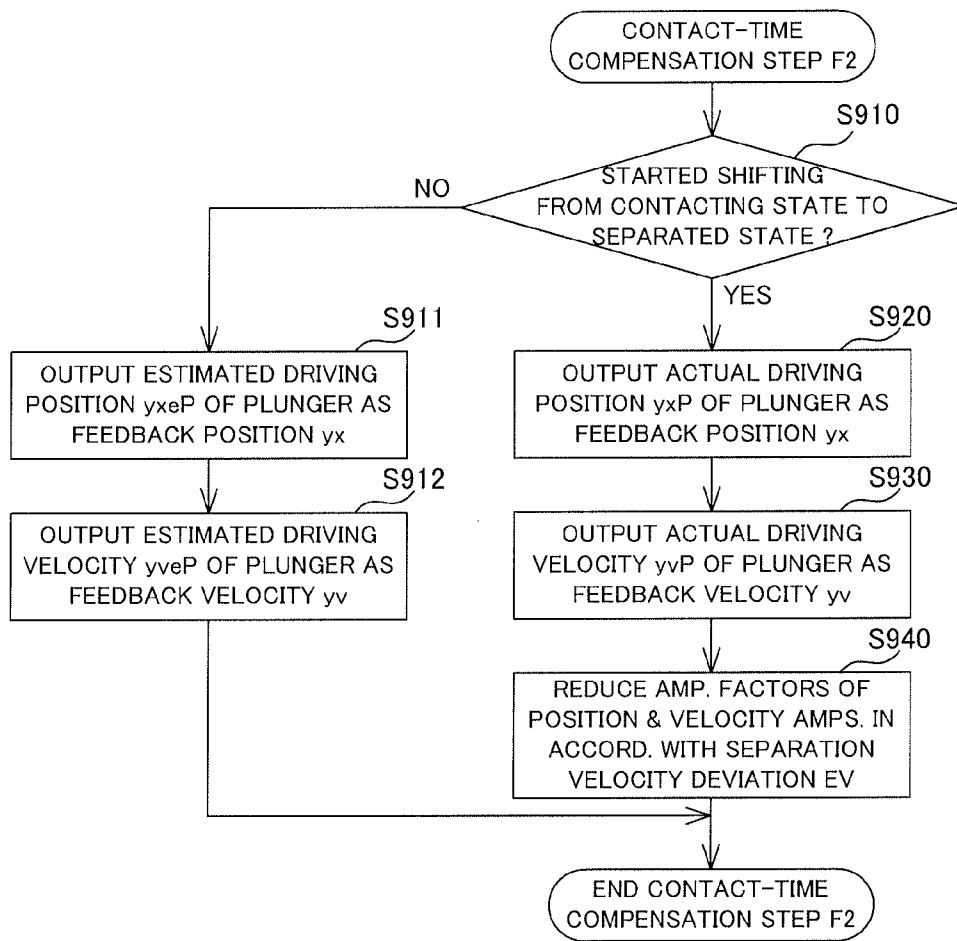 CONTACT-TIME
COMPENSATION STEP F2
S910
STARTED SHIFTING
FROM CONTACTING STATE TO
SEPARATED STATE ?
NO
YES
S911
OUTPUT ESTIMATED DRIVING
POSITION yxeP OF PLUNGER AS
FEEDBACK POSITION yx
S920
OUTPUT ACTUAL DRIVING
POSITION yxP OF PLUNGER AS
FEEDBACK POSITION yx
S912
OUTPUT ESTIMATED DRIVING
VELOCITY yveP OF PLUNGER AS
FEEDBACK VELOCITY yv
S930
OUTPUT ACTUAL DRIVING
VELOCITY yvP OF PLUNGER AS
FEEDBACK VELOCITY yv
S940
REDUCE AMP. FACTORS OF
POSITION & VELOCITY AMPS. IN
ACCORD. WITH SEPARATION
VELOCITY DEVIATION EV
END CONTACT-TIME
COMPENSATION STEP F2